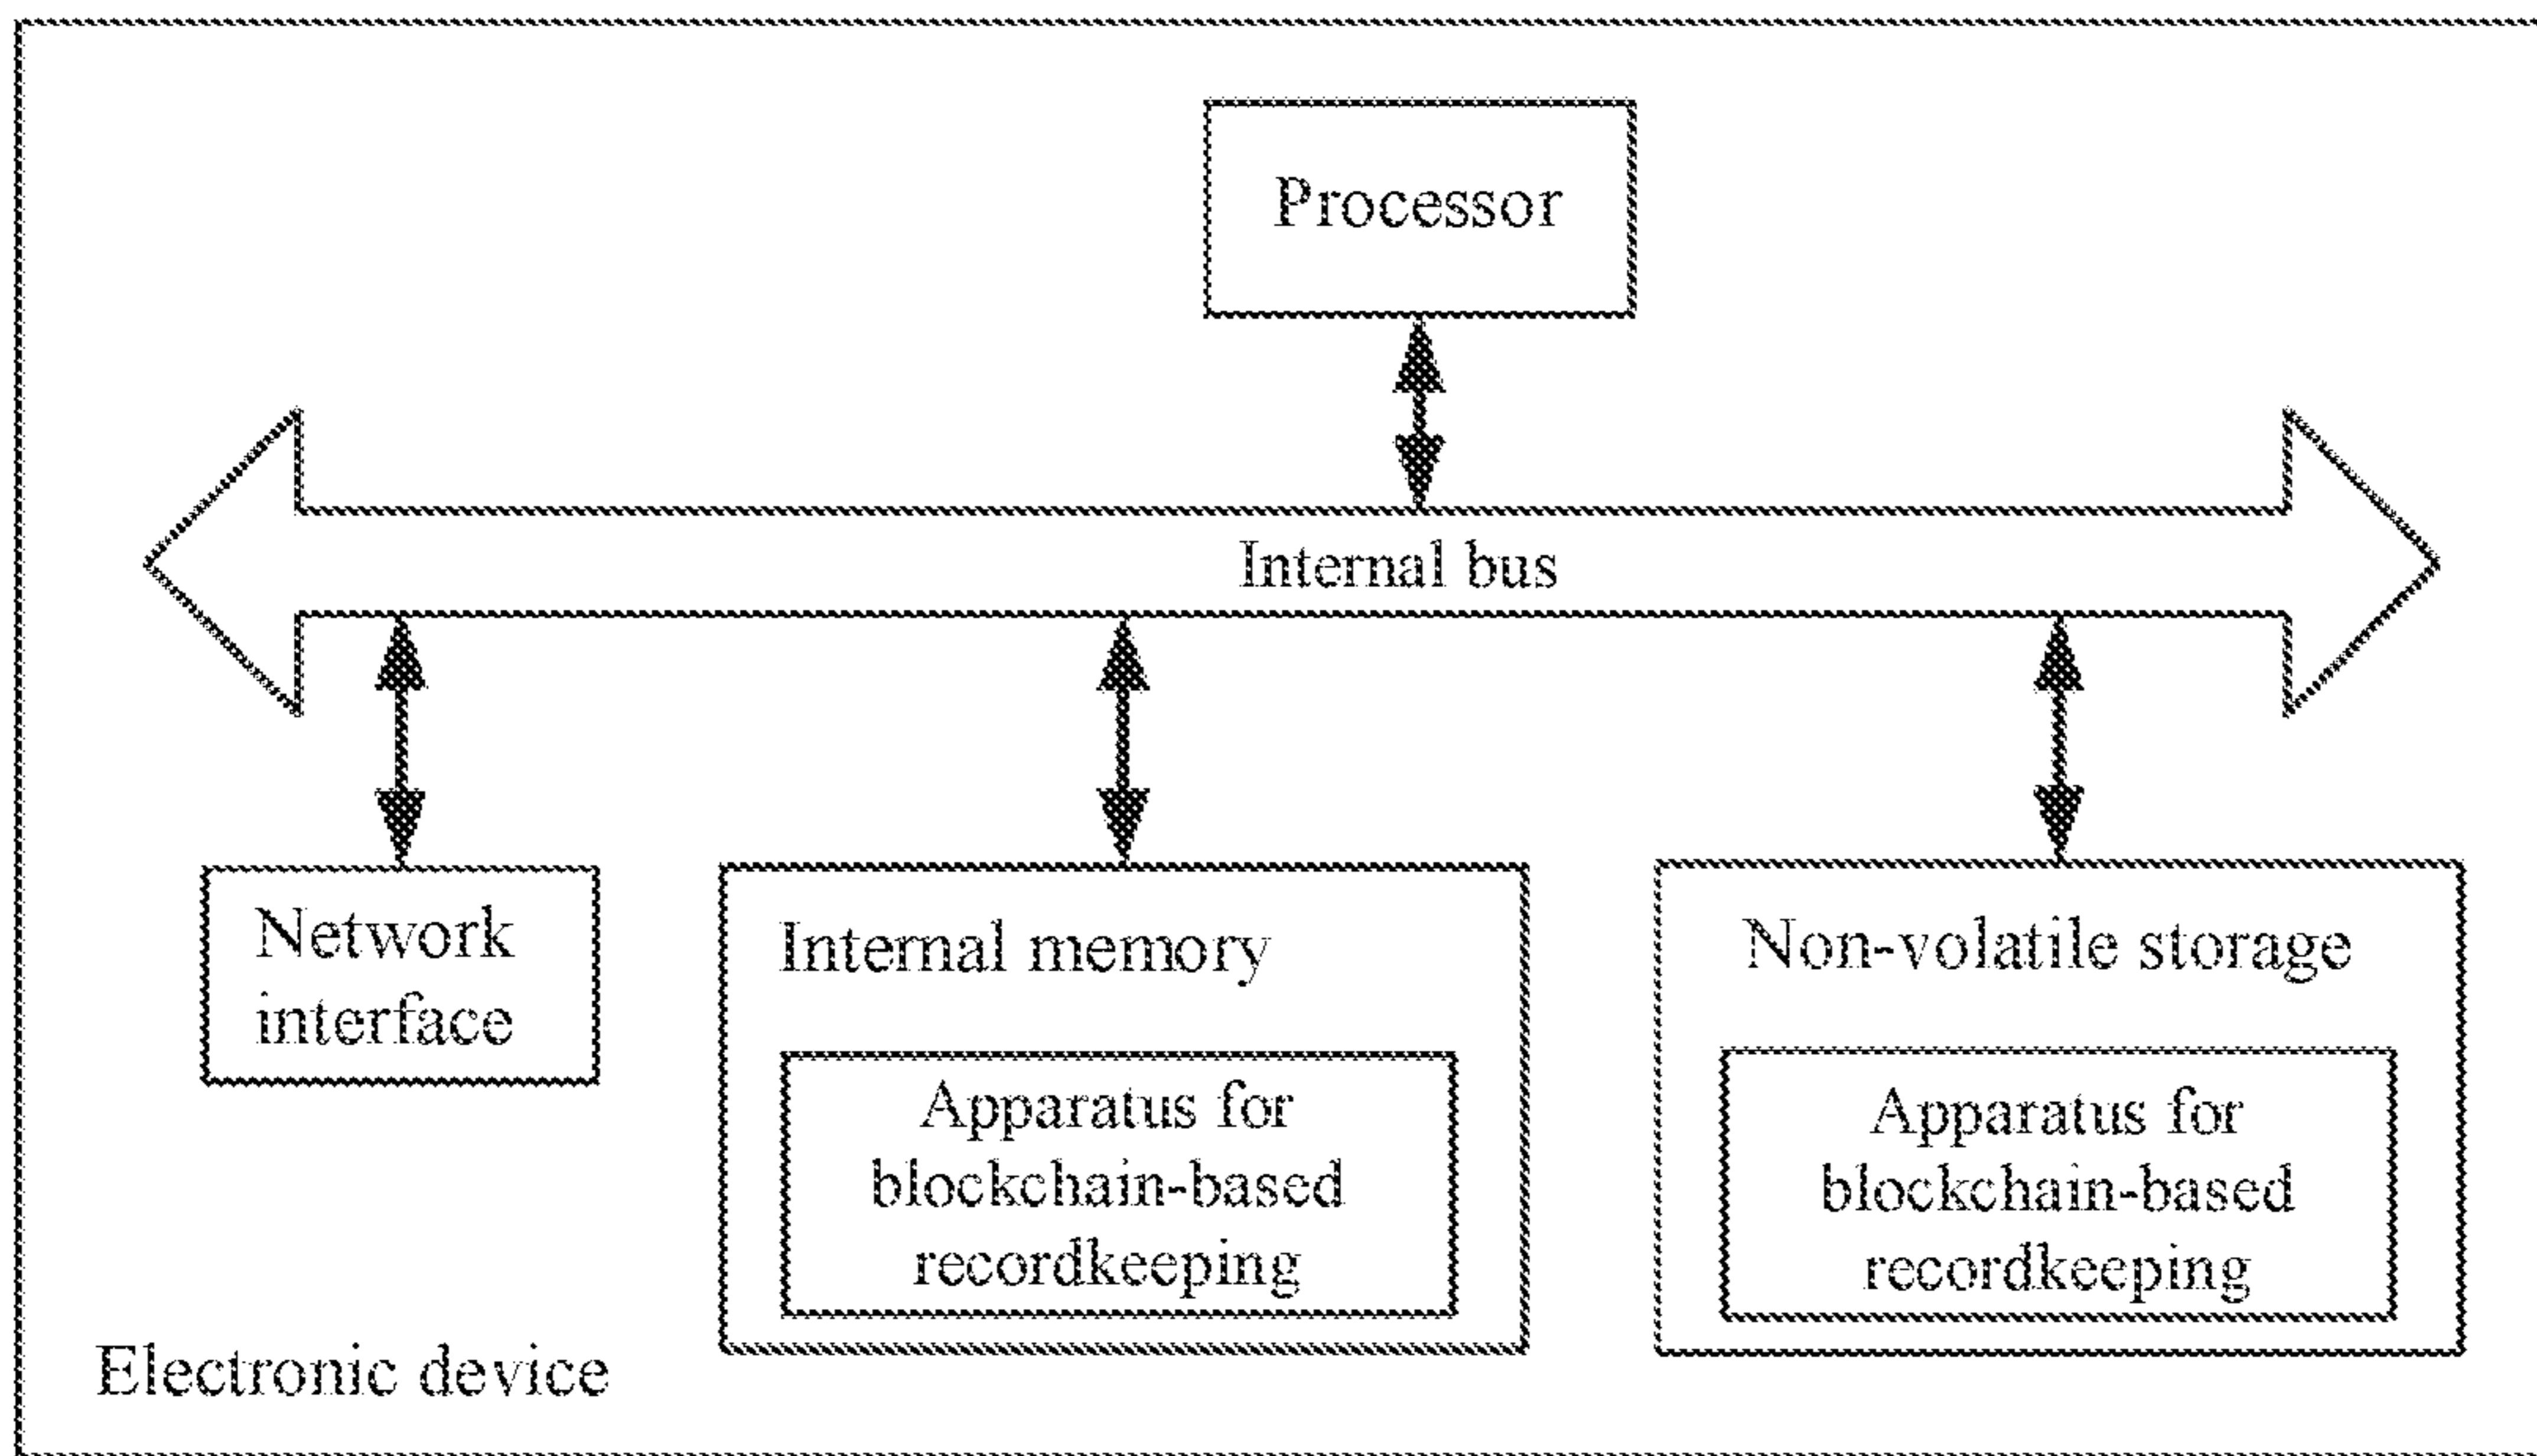 Processor
Internal bus
Network
interface
Internal memory
Apparatus for
blockchain-based
recordkeeping
Non-volatile storage
Apparatus for
blockchain-based
recordkeeping
Electronic device